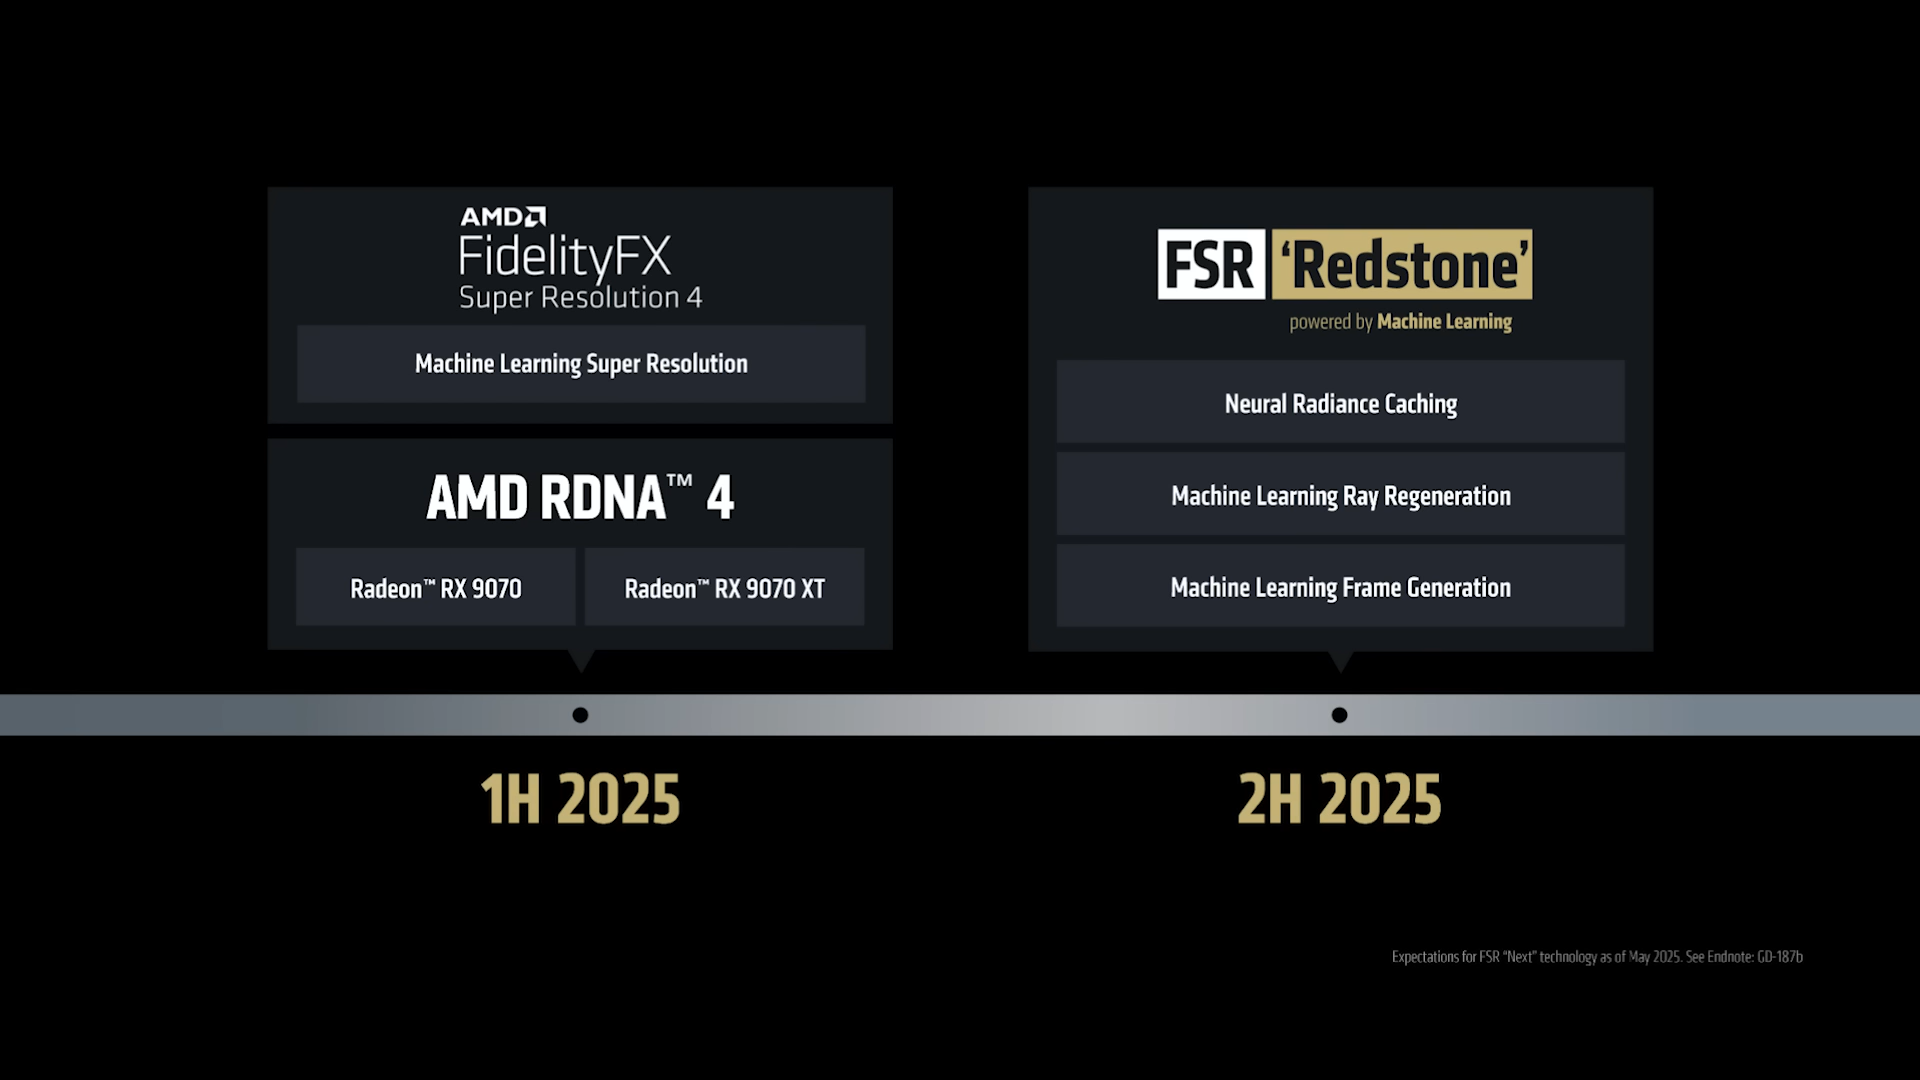 AMD
FidelityFX
Super Resolution 4
Machine Learning Super Resolution
AMD RDNA™ 4
Radeon™ RX 9070
Radeon™ RX 9070 XT
1H 2025
FSR ‘Redstone’
powered by Machine Learning
Neural Radiance Caching
Machine Learning Ray Regeneration
Machine Learning Frame Generation
2H 2025
Expectations for FSR “Next” technology as of May 2025. See Endnote: GD-187b